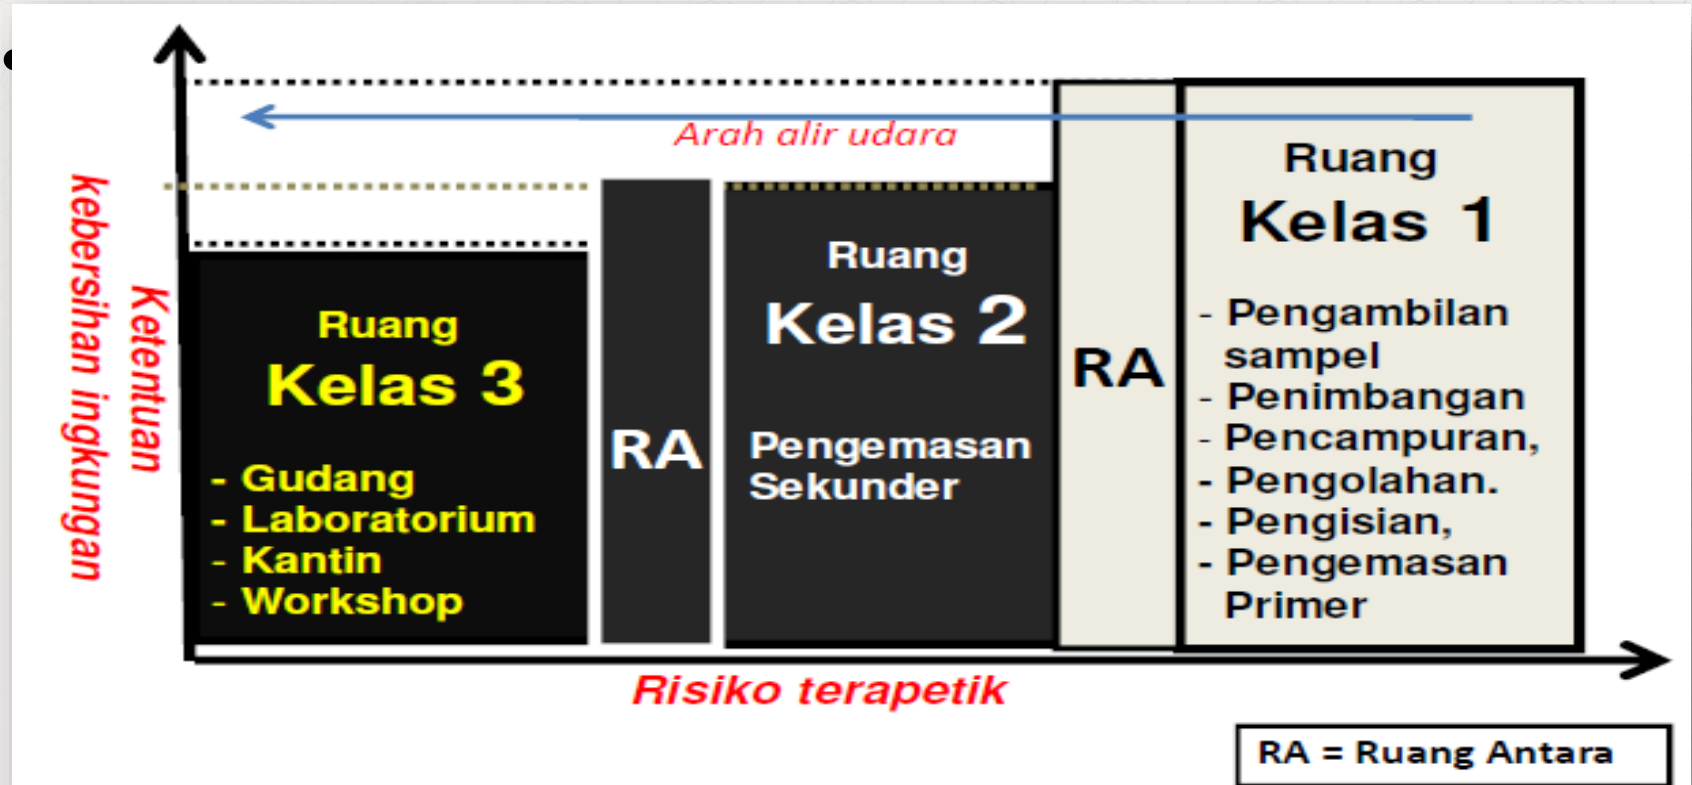 Ketentuan
kebersihan ingkungan
Arah alir udara
Ruang
Kelas 3
- Gudang
- Laboratorium
- Kantin
- Workshop
RA
Ruang
Kelas 2
Pengemasan
Sekunder
RA
Ruang
Kelas 1
- Pengambilan
sampel
- Penimbangan
- Pencampuran,
- Pengolahan.
- Pengisian,
- Pengemasan
Primer
Risiko terapetik
RA = Ruang Antara